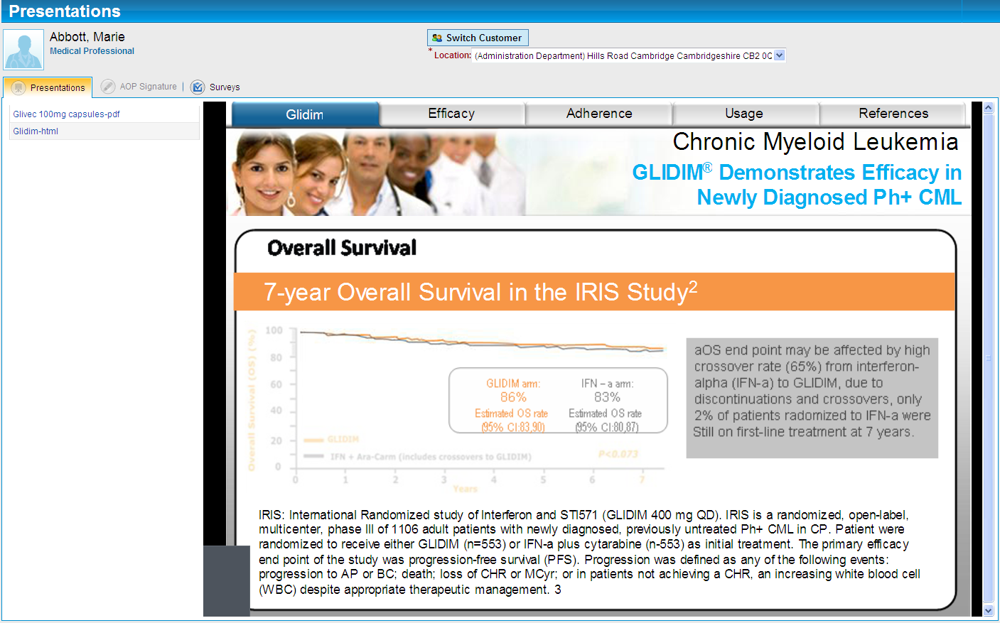 Presentations
Abbott, Marie
Medical Professional
Switch Customer
* Location: (Administration Department) Hills Road Cambridge Cambridgeshire CB2 0C
Presentations
AOP Signature |
Surveys
Glivec 100mg capsules-pdf
Glidim-html
Glidim
Efficacy
Adherence
Usage
References
Chronic Myeloid Leukemia
GLIDIM® Demonstrates Efficacy in
Newly Diagnosed Ph+ CML
Overall Survival
7-year Overall Survival in the IRIS Study2
Overall Survival (OS) (%)
100
80
60
40
20
0
GLIDIM arm:
86%
Estimated OS rate
(95% CI:83,90)
IFN – a arm:
83%
Estimated OS rate
(95% CI:80,87)
GLIDIM
IFN + Ara-Carm (includes crossovers to GLIDIM)
P<0.073
0 1 2 3 4 5 6 7
Years
aOS end point may be affected by high
crossover rate (65%) from interferon-
alpha (IFN-a) to GLIDIM, due to
discontinuations and crossovers, only
2% of patients radomized to IFN-a were
Still on first-line treatment at 7 years.
IRIS: International Randomized study of Interferon and STI571 (GLIDIM 400 mg QD). IRIS is a randomized, open-label,
multicenter, phase III of 1106 adult patients with newly diagnosed, previously untreated Ph+ CML in CP. Patient were
randomized to receive either GLIDIM (n=553) or IFN-a plus cytarabine (n-553) as initial treatment. The primary efficacy
end point of the study was progression-free survival (PFS). Progression was defined as any of the following events:
progression to AP or BC; death; loss of CHR or MCyr; or in patients not achieving a CHR, an increasing white blood cell
(WBC) despite appropriate therapeutic management. 3